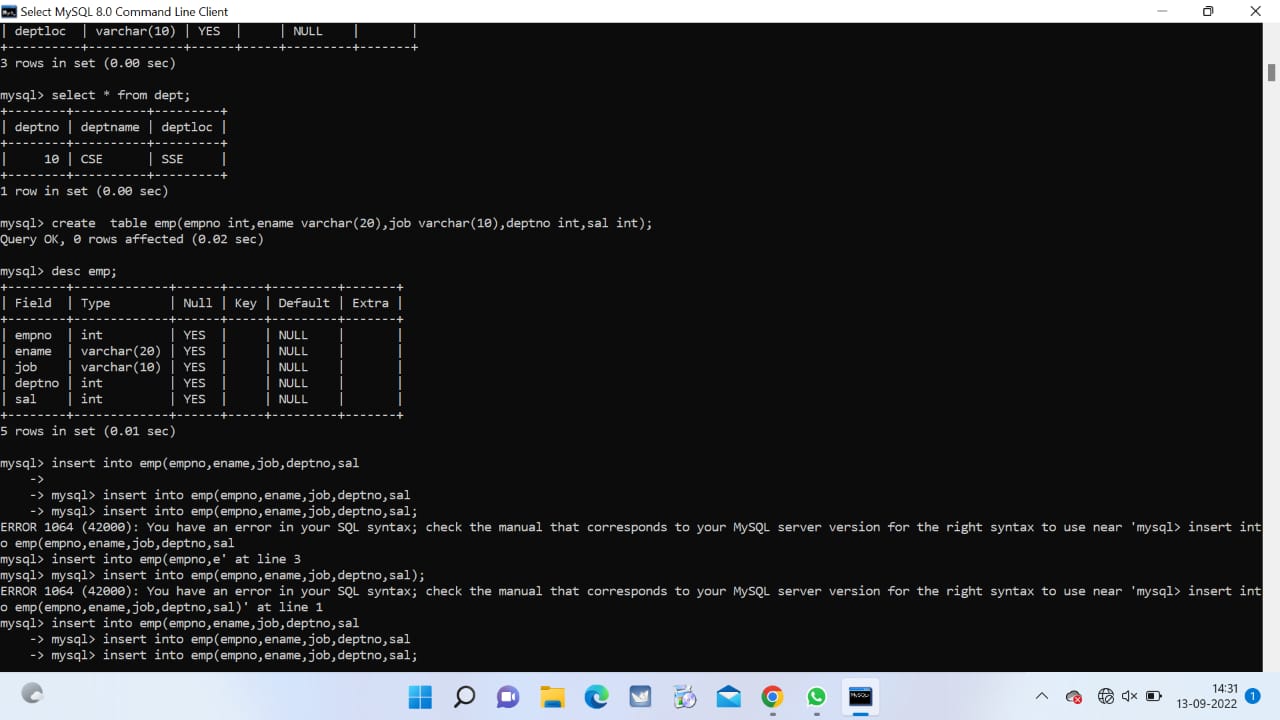 Select MySQL 8.0 Command Line Client
| deptloc  | varchar(10) | YES  |     | NULL    |       |
+----------+-------------+------+-----+---------+-------+
3 rows in set (0.00 sec)
mysql> select * from dept;
+--------+----------+---------+
| deptno | deptname | deptloc |
+--------+----------+---------+
|     10 | CSE      | SSE     |
+--------+----------+---------+
1 row in set (0.00 sec)
mysql> create  table emp(empno int,ename varchar(20),job varchar(10),deptno int,sal int);
Query OK, 0 rows affected (0.02 sec)
mysql> desc emp;
+--------+-------------+------+-----+---------+-------+
| Field  | Type        | Null | Key | Default | Extra |
+--------+-------------+------+-----+---------+-------+
| empno  | int         | YES  |     | NULL    |       |
| ename  | varchar(20) | YES  |     | NULL    |       |
| job    | varchar(10) | YES  |     | NULL    |       |
| deptno | int         | YES  |     | NULL    |       |
| sal    | int         | YES  |     | NULL    |       |
+--------+-------------+------+-----+---------+-------+
5 rows in set (0.01 sec)
mysql> insert into emp(empno,ename,job,deptno,sal
    ->
    -> mysql> insert into emp(empno,ename,job,deptno,sal
    -> mysql> insert into emp(empno,ename,job,deptno,sal;
ERROR 1064 (42000): You have an error in your SQL syntax; check the manual that corresponds to your MySQL server version for the right syntax to use near 'mysql> insert int
o emp(empno,ename,job,deptno,sal
mysql> insert into emp(empno,e' at line 3
mysql> mysql> insert into emp(empno,ename,job,deptno,sal);
ERROR 1064 (42000): You have an error in your SQL syntax; check the manual that corresponds to your MySQL server version for the right syntax to use near 'mysql> insert int
o emp(empno,ename,job,deptno,sal)' at line 1
mysql> insert into emp(empno,ename,job,deptno,sal
    -> mysql> insert into emp(empno,ename,job,deptno,sal
    -> mysql> insert into emp(empno,ename,job,deptno,sal;
14:31
13-09-2022
1